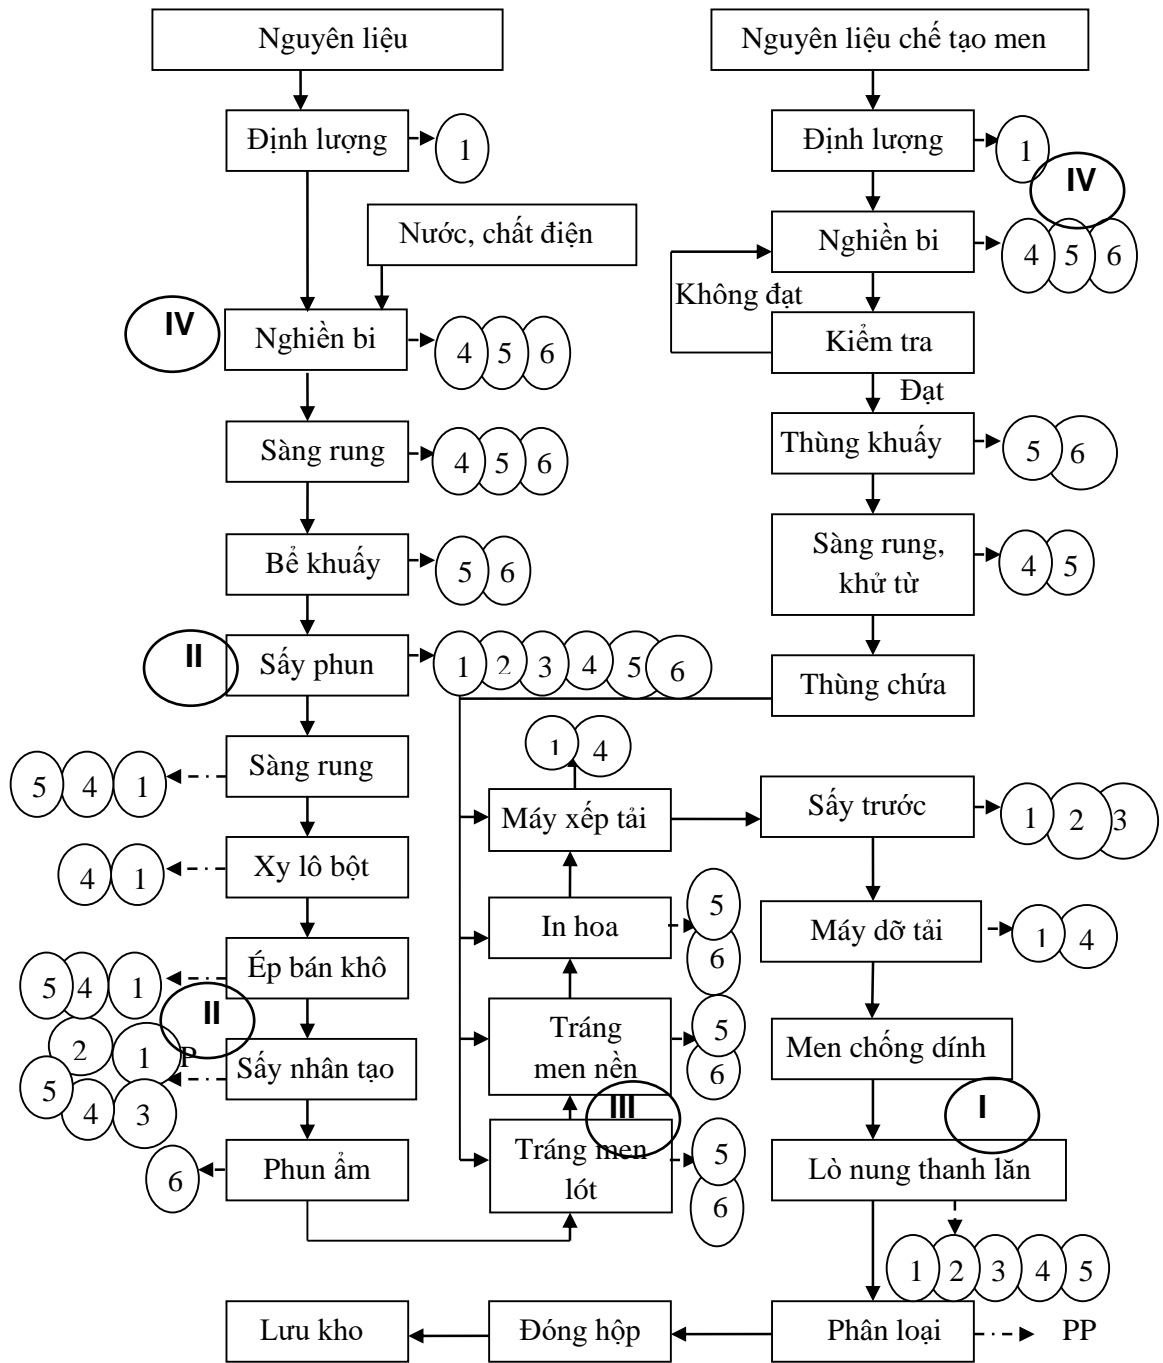 Nguyên liệu
Nguyên liệu chế tạo men
Định lượng
1
Định lượng
1
IV
Nước, chất điện
Nghiền bi
4 5 6
Không đạt
IV
Nghiền bi
4 5 6
Kiểm tra
Đạt
Sàng rung
4 5 6
Thùng khuấy
5 6
Bể khuấy
5 6
Sàng rung,
khử từ
4 5
II
Sấy phun
1 2 3 4 5 6
Thùng chứa
1 4
5 4 1
Sàng rung
Máy xếp tải
Sấy trước
1 2 3
4 1
Xy lô bột
In hoa
5
6
Máy dỡ tải
1 4
5 4 1
Ép bán khô
II
Tráng
men nền
5
6
Men chống dính
2 1 P
5 4 3
Sấy nhân tạo
III
I
6
Phun ẩm
Tráng men
lót
5
6
Lò nung thanh lăn
1 2 3 4 5
Lưu kho
Đóng hộp
Phân loại
PP